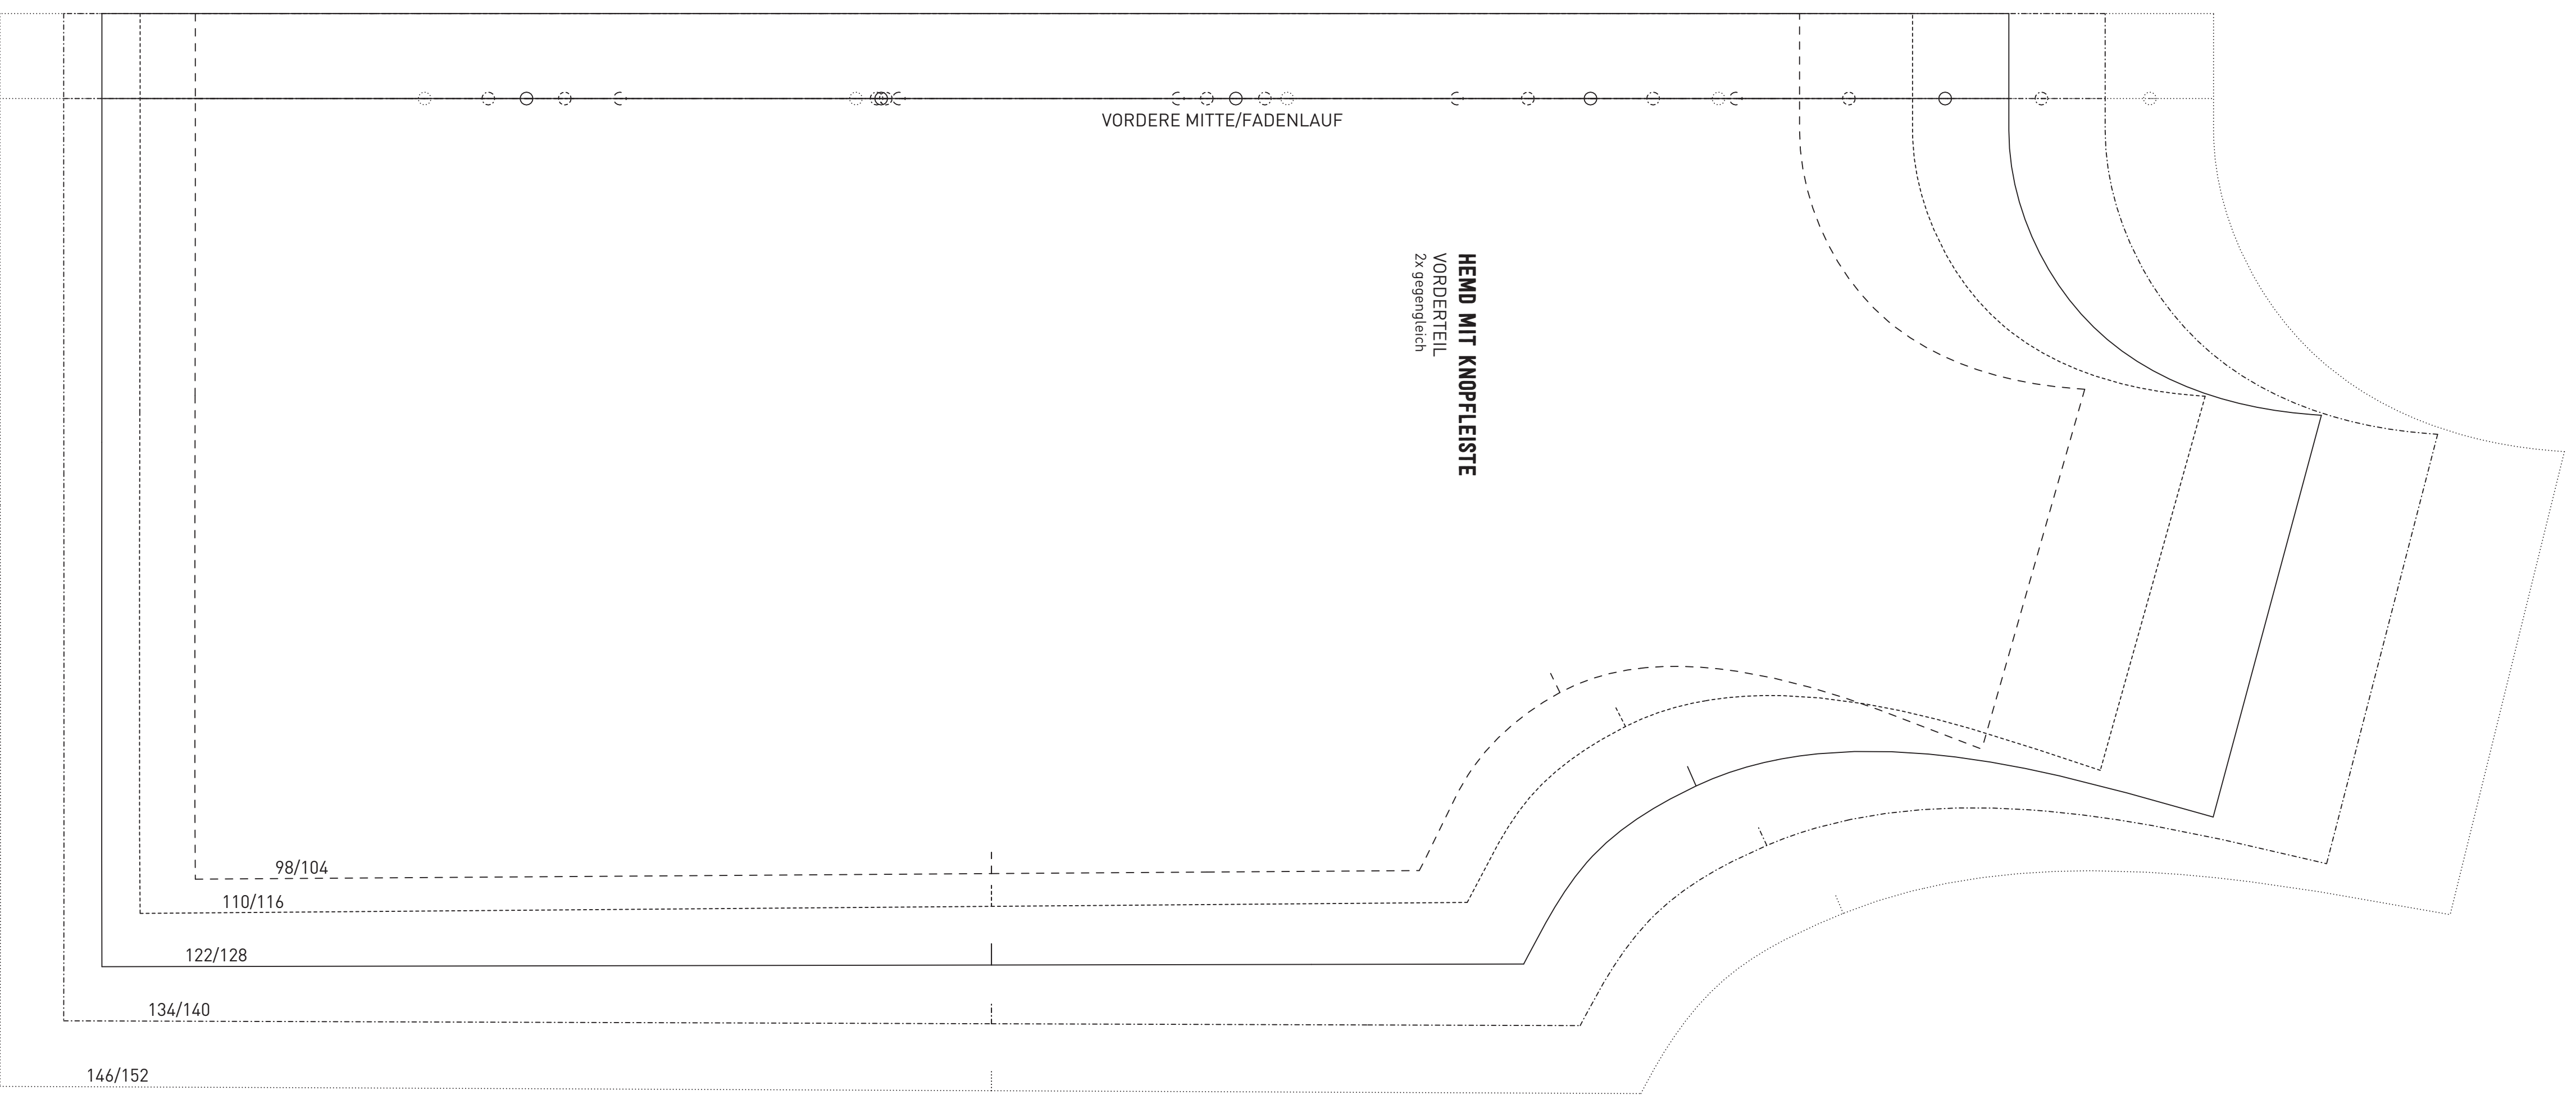 VORDERE MITTE/FADENLAUF
HEMD MIT KNOPFLEISTE
VORDERTEIL
2x gegengleich
98/104
110/116
122/128
134/140
146/152